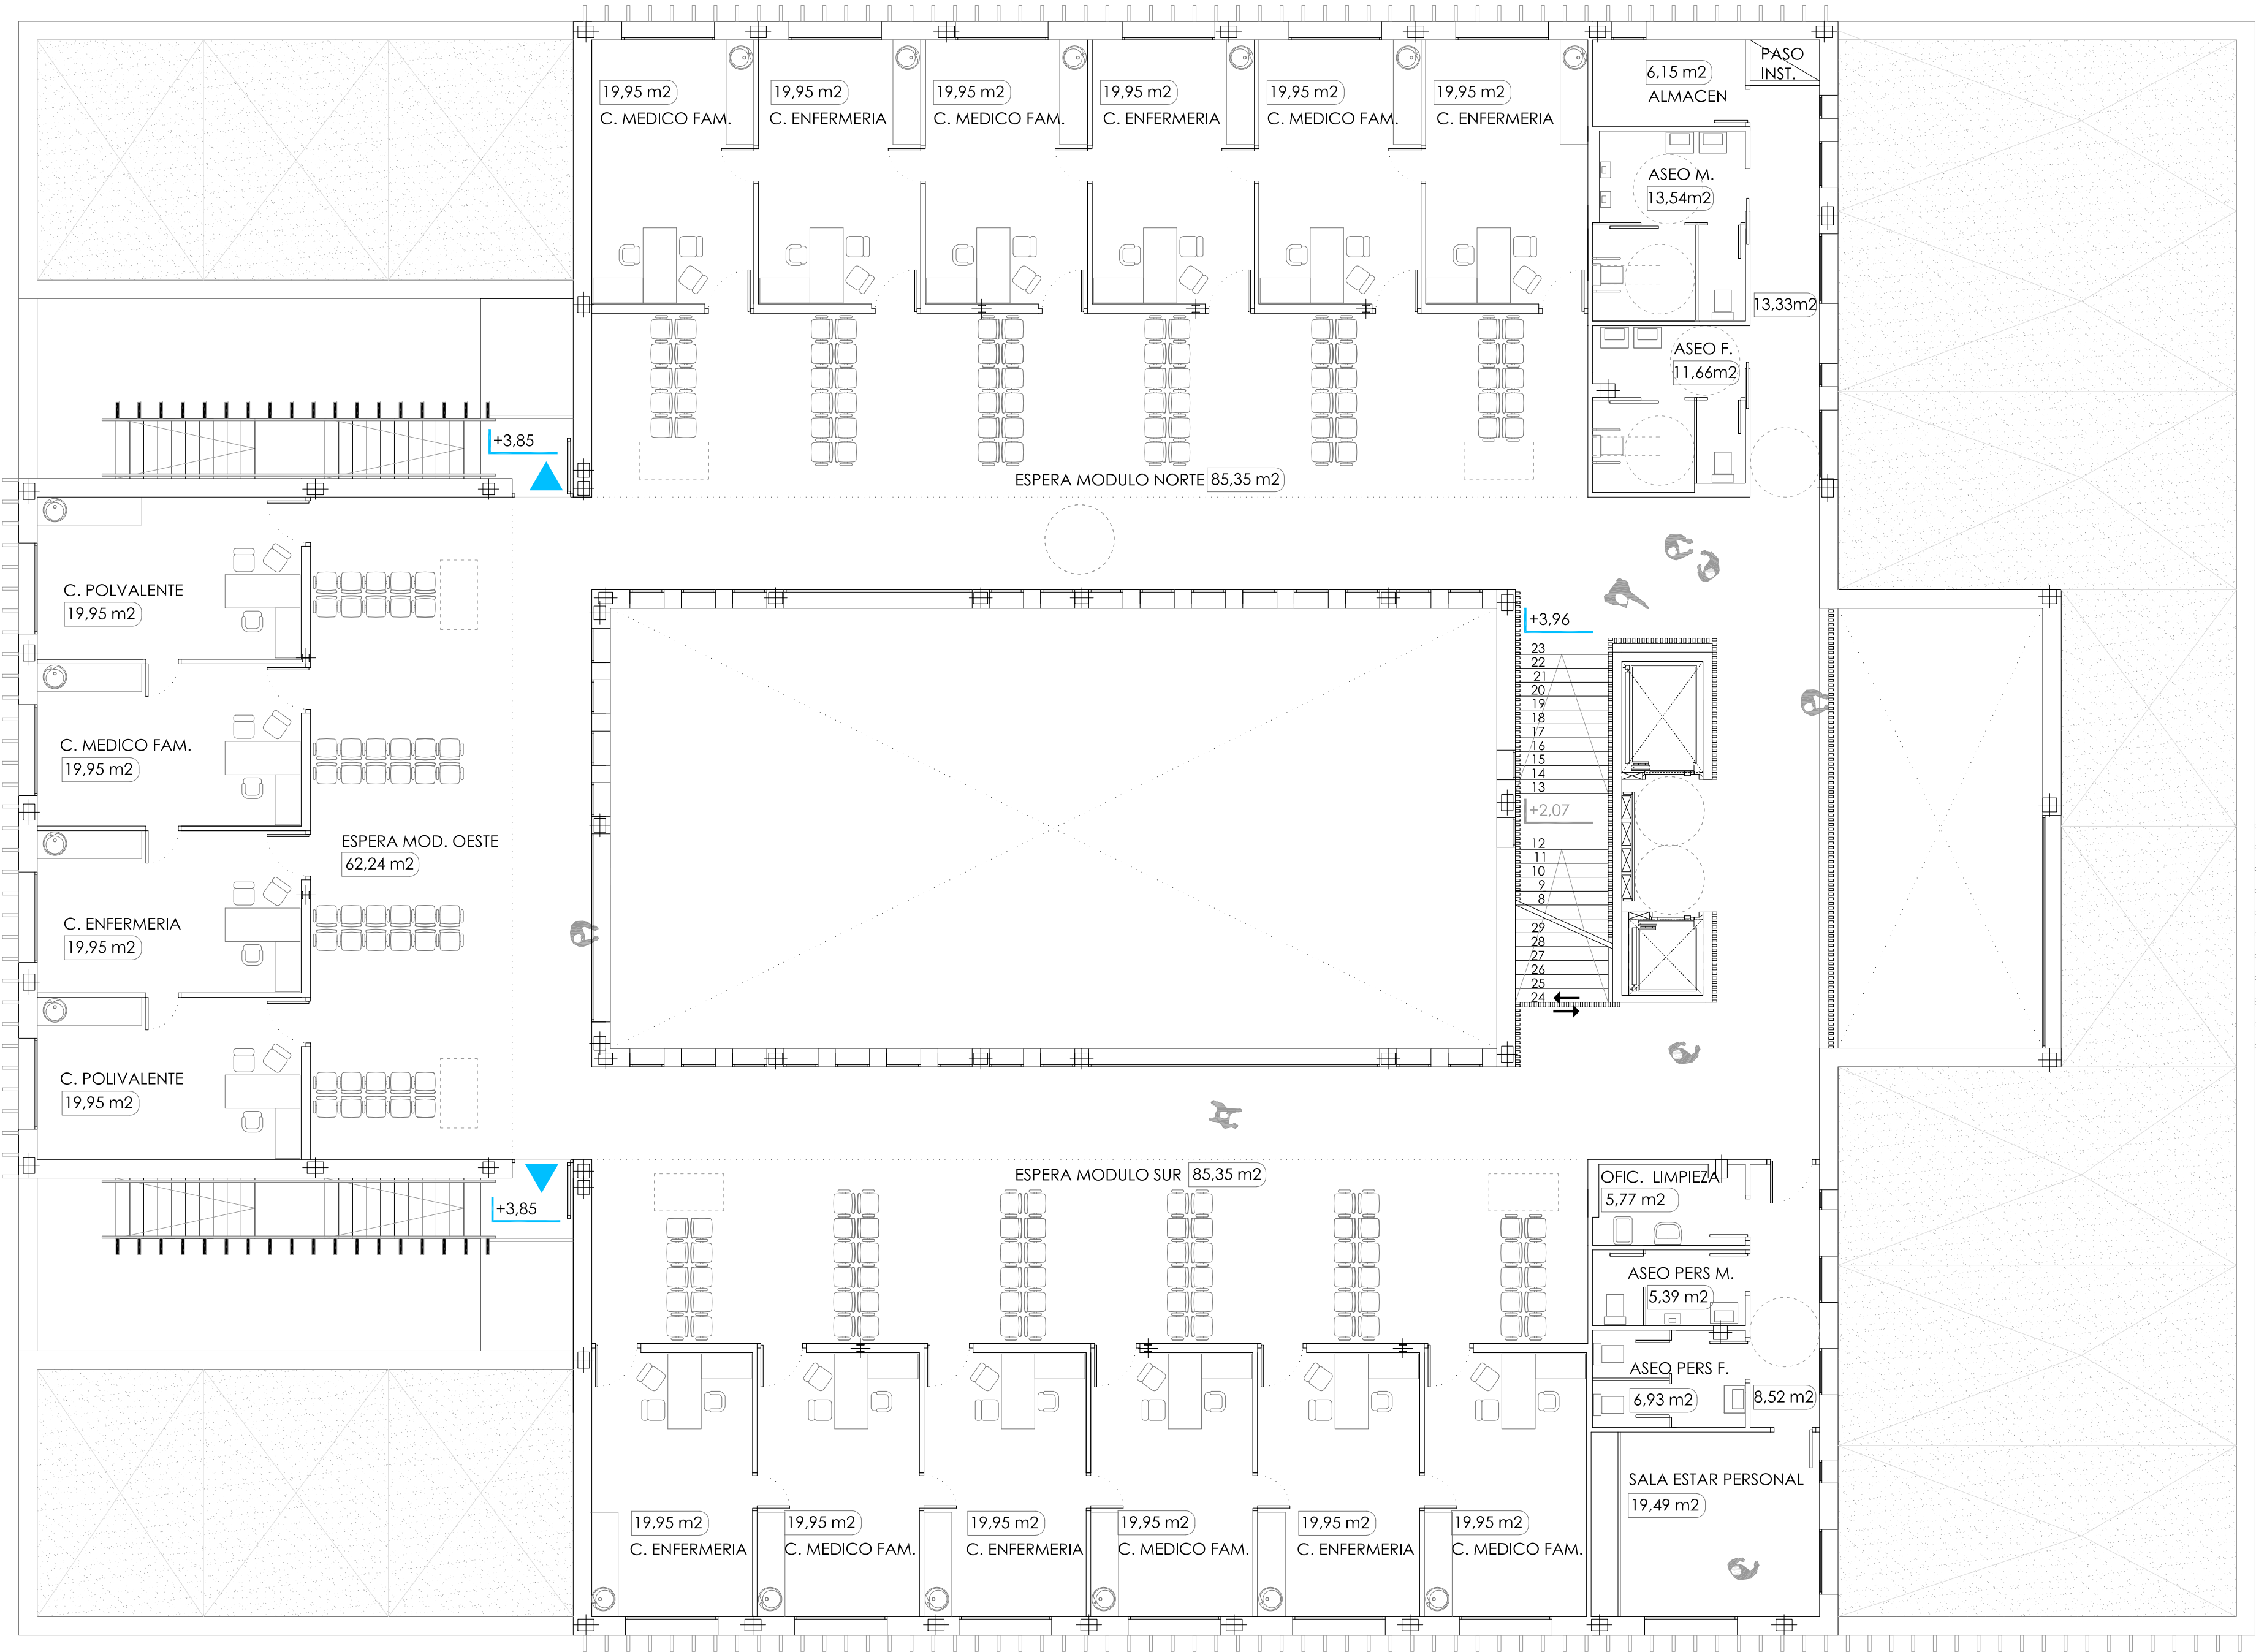 PASO
INST.
19,95 m2
C. MEDICO FAM.
19,95 m2
C. ENFERMERIA
19,95 m2
C. MEDICO FAM.
19,95 m2
C. ENFERMERIA
19,95 m2
C. MEDICO FAM.
19,95 m2
C. ENFERMERIA
6,15 m2
ALMACEN
ASEO M.
13,54m2
13,33m2
ASEO F.
11,66m2
+3,85
ESPERA MODULO NORTE 85,35 m2
C. POLVALENTE
19,95 m2
C. MEDICO FAM.
19,95 m2
ESPERA MOD. OESTE
62,24 m2
C. ENFERMERIA
19,95 m2
C. POLIVALENTE
19,95 m2
+3,96
23
22
21
20
19
18
17
16
15
14
13
+2,07
12
11
10
9
8
29
28
27
26
25
24
+3,85
ESPERA MODULO SUR 85,35 m2
OFIC. LIMPIEZA
5,77 m2
ASEO PERS M.
5,39 m2
ASEO PERS F.
6,93 m2
8,52 m2
SALA ESTAR PERSONAL
19,49 m2
19,95 m2
C. ENFERMERIA
19,95 m2
C. MEDICO FAM.
19,95 m2
C. ENFERMERIA
19,95 m2
C. MEDICO FAM.
19,95 m2
C. ENFERMERIA
19,95 m2
C. MEDICO FAM.